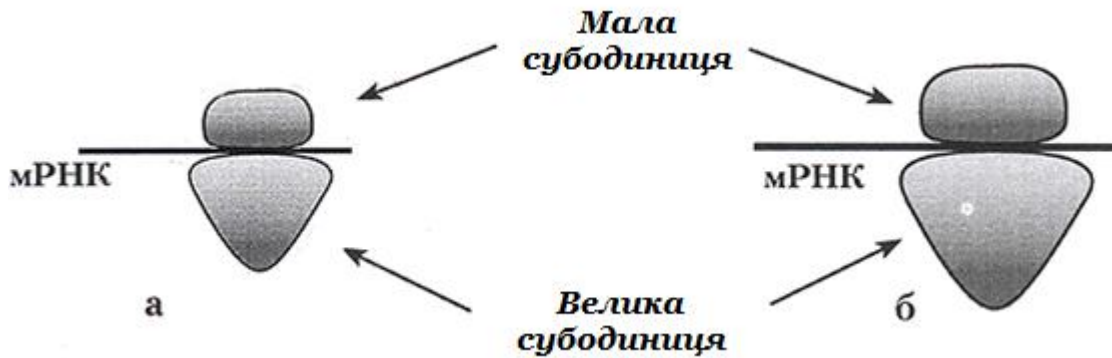 Мала
субодиниця
мРНК
мРНК
а
б
Велика
субодиниця